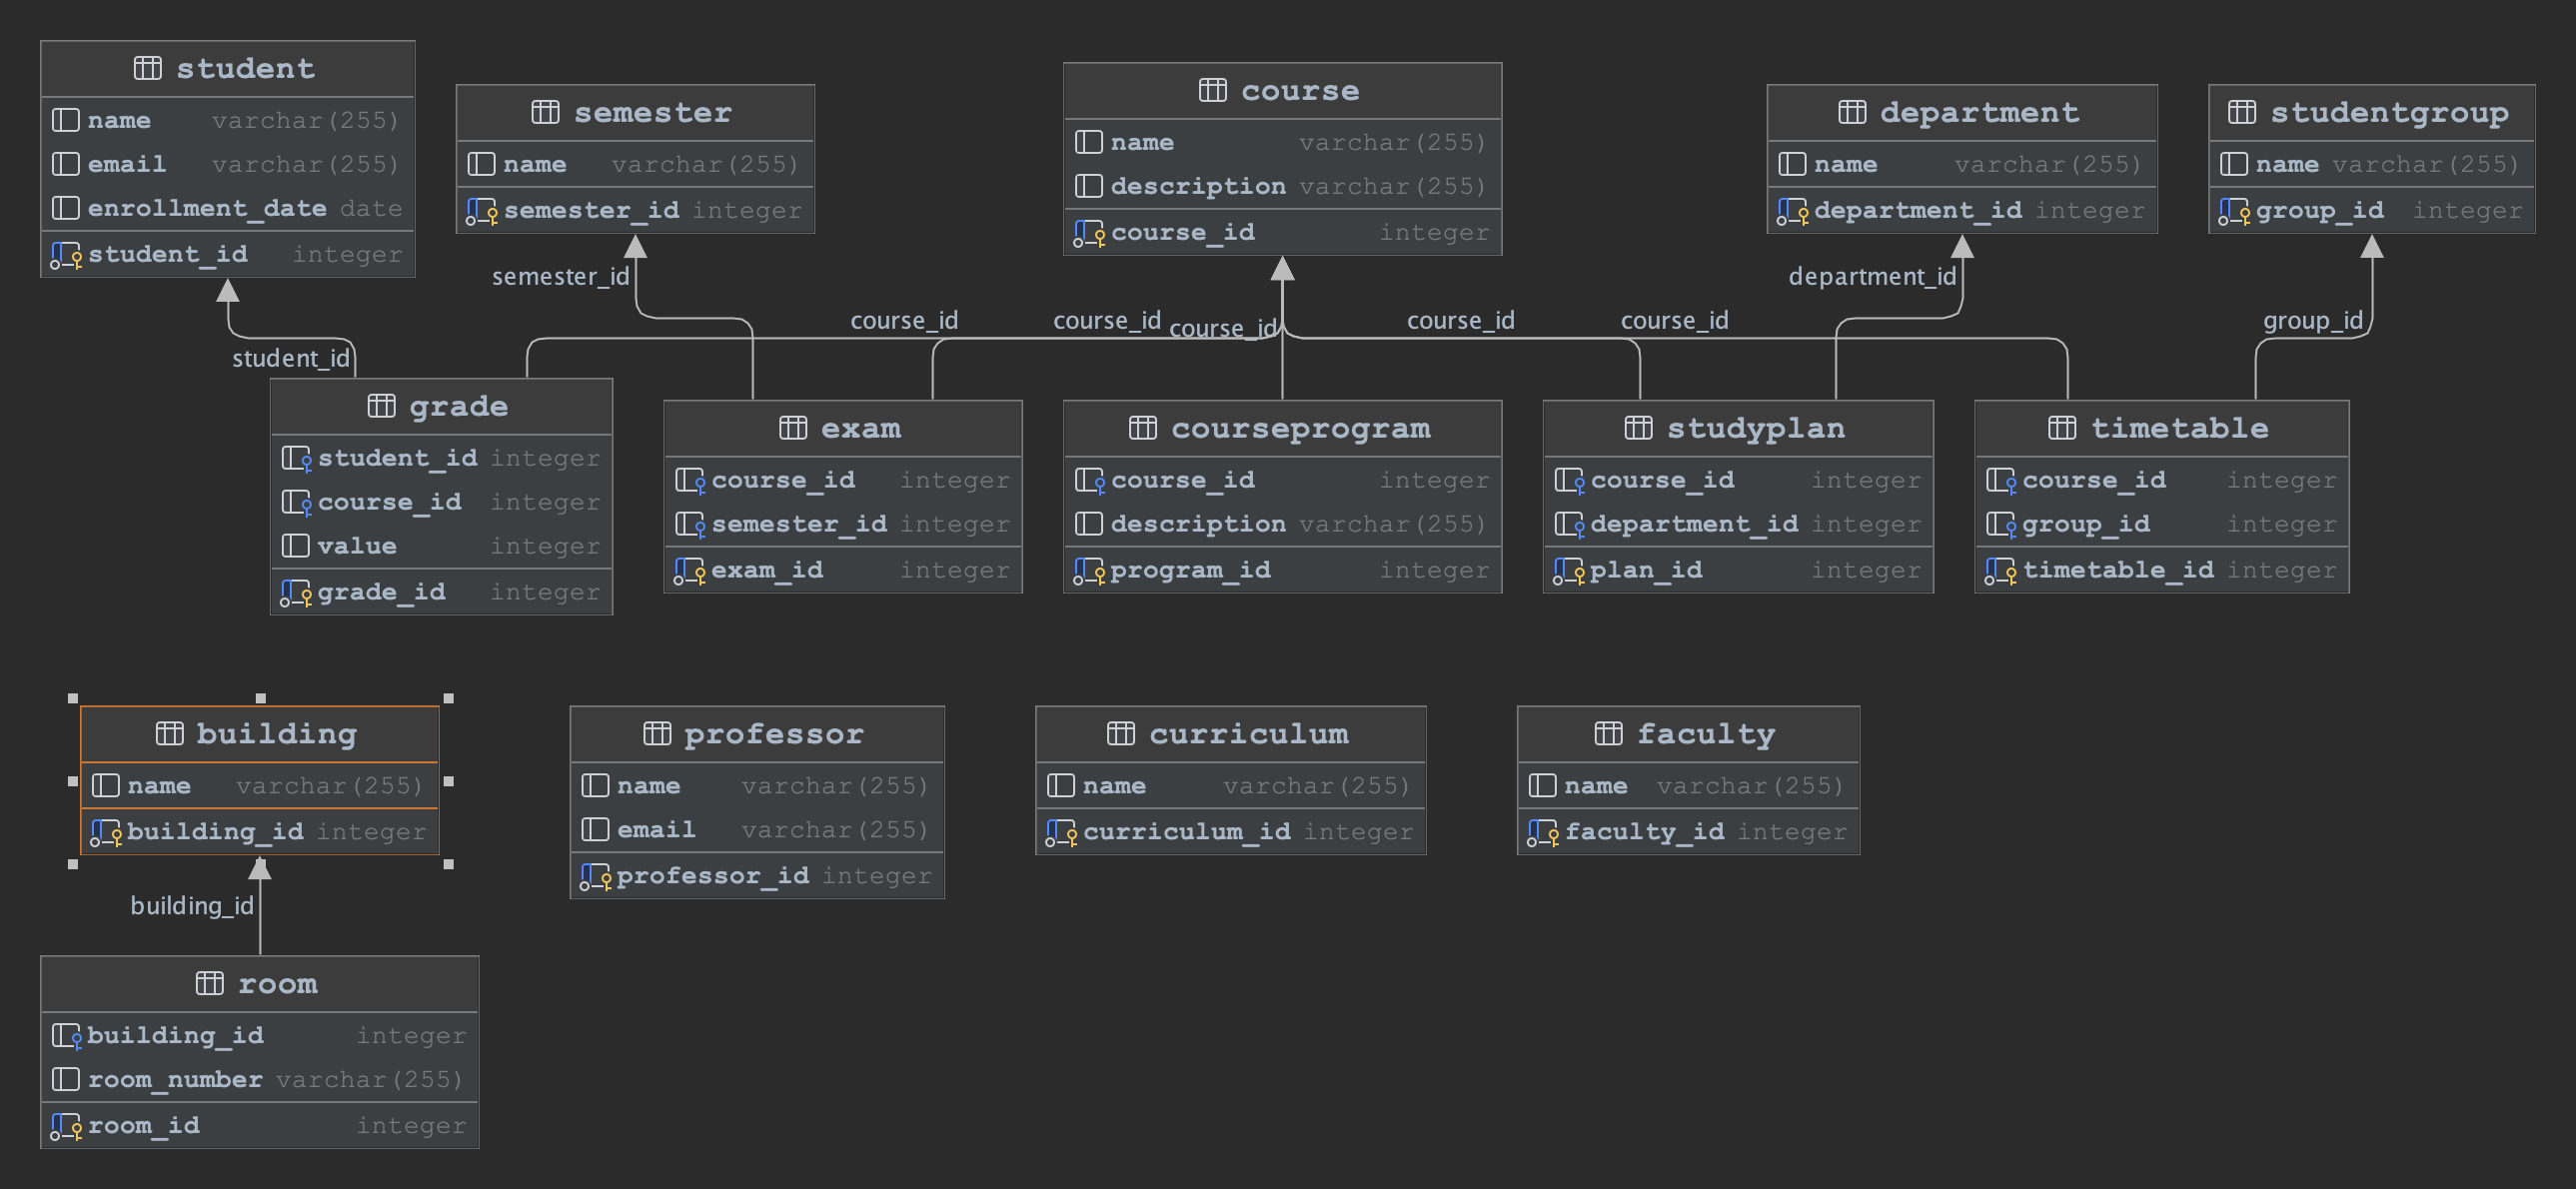 student
name varchar(255)
email varchar(255)
enrollment_date date
student_id integer
semester
name varchar(255)
semester_id integer
course
name varchar(255)
description varchar(255)
course_id integer
department
name varchar(255)
department_id integer
studentgroup
name varchar(255)
group_id integer
semester_id
department_id
course_id
course_id
course_id
course_id
course_id
group_id
student_id
grade
student_id integer
course_id integer
value integer
grade_id integer
exam
course_id integer
semester_id integer
exam_id integer
courseprogram
course_id integer
description varchar(255)
program_id integer
studyplan
course_id integer
department_id integer
plan_id integer
timetable
course_id integer
group_id integer
timetable_id integer
building
name varchar(255)
building_id integer
professor
name varchar(255)
email varchar(255)
professor_id integer
curriculum
name varchar(255)
curriculum_id integer
faculty
name varchar(255)
faculty_id integer
building_id
room
building_id integer
room_number varchar(255)
room_id integer